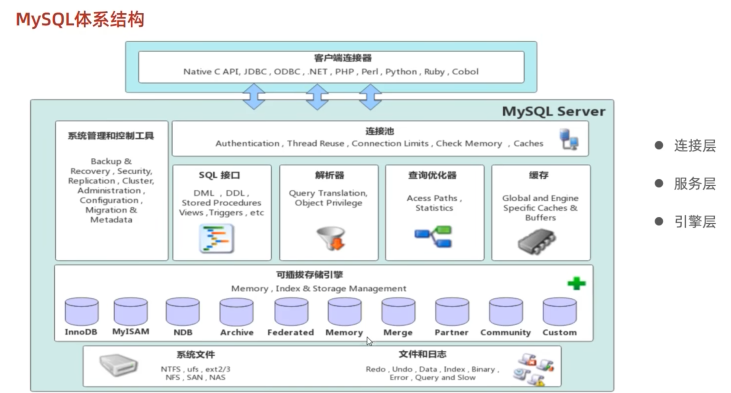 MySQL体系结构
客户端连接器
Native C API, JDBC , ODBC , .NET , PHP , Perl , Python , Ruby , Cobol
MySQL Server
系统管理和控制工具
Backup &
Recovery , Security,
Replication , Cluster,
Administration ,
Configuration ,
Migration &
Metadata
连接池
Authentication , Thread Reuse , Connection Limits , Check Memory , Caches
SQL 接口
DML , DDL ,
Stored Procedures
Views ,Triggers , etc
解析器
Query Translation,
Object Privilege
查询优化器
Acess Paths ,
Statistics
缓存
Global and Engine
Specific Caches &
Buffers
可插拔存储引擎
Memory , Index & Storage Management
InnoDB MyISAM NDB Archive Federated Memory Merge Partner Community Custom
系统文件
NTFS , ufs , ext2/3
NFS , SAN , NAS
文件和日志
Redo , Undo , Data , Index , Binary ,
Error , Query and Slow
● 连接层
● 服务层
● 引擎层